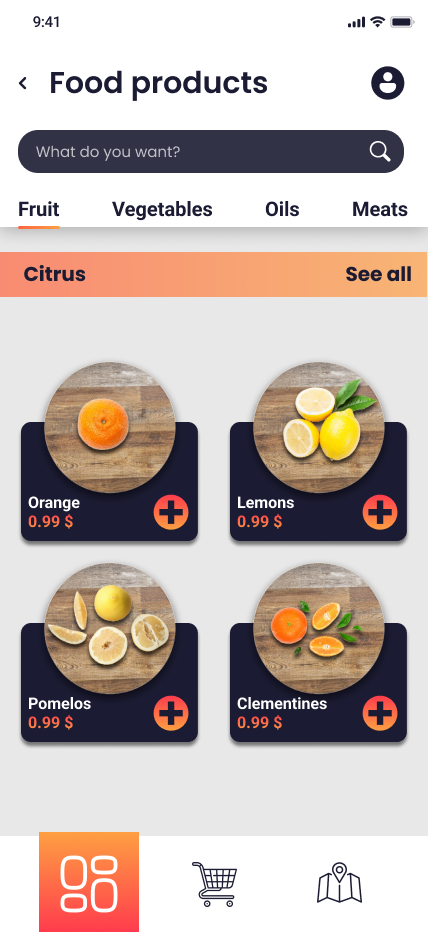 9:41
Food products
What do you want?
Fruit Vegetables Oils Meats
Citrus See all
Orange
0.99 $
Lemons
0.99 $
Pomelos
0.99 $
Clementines
0.99 $